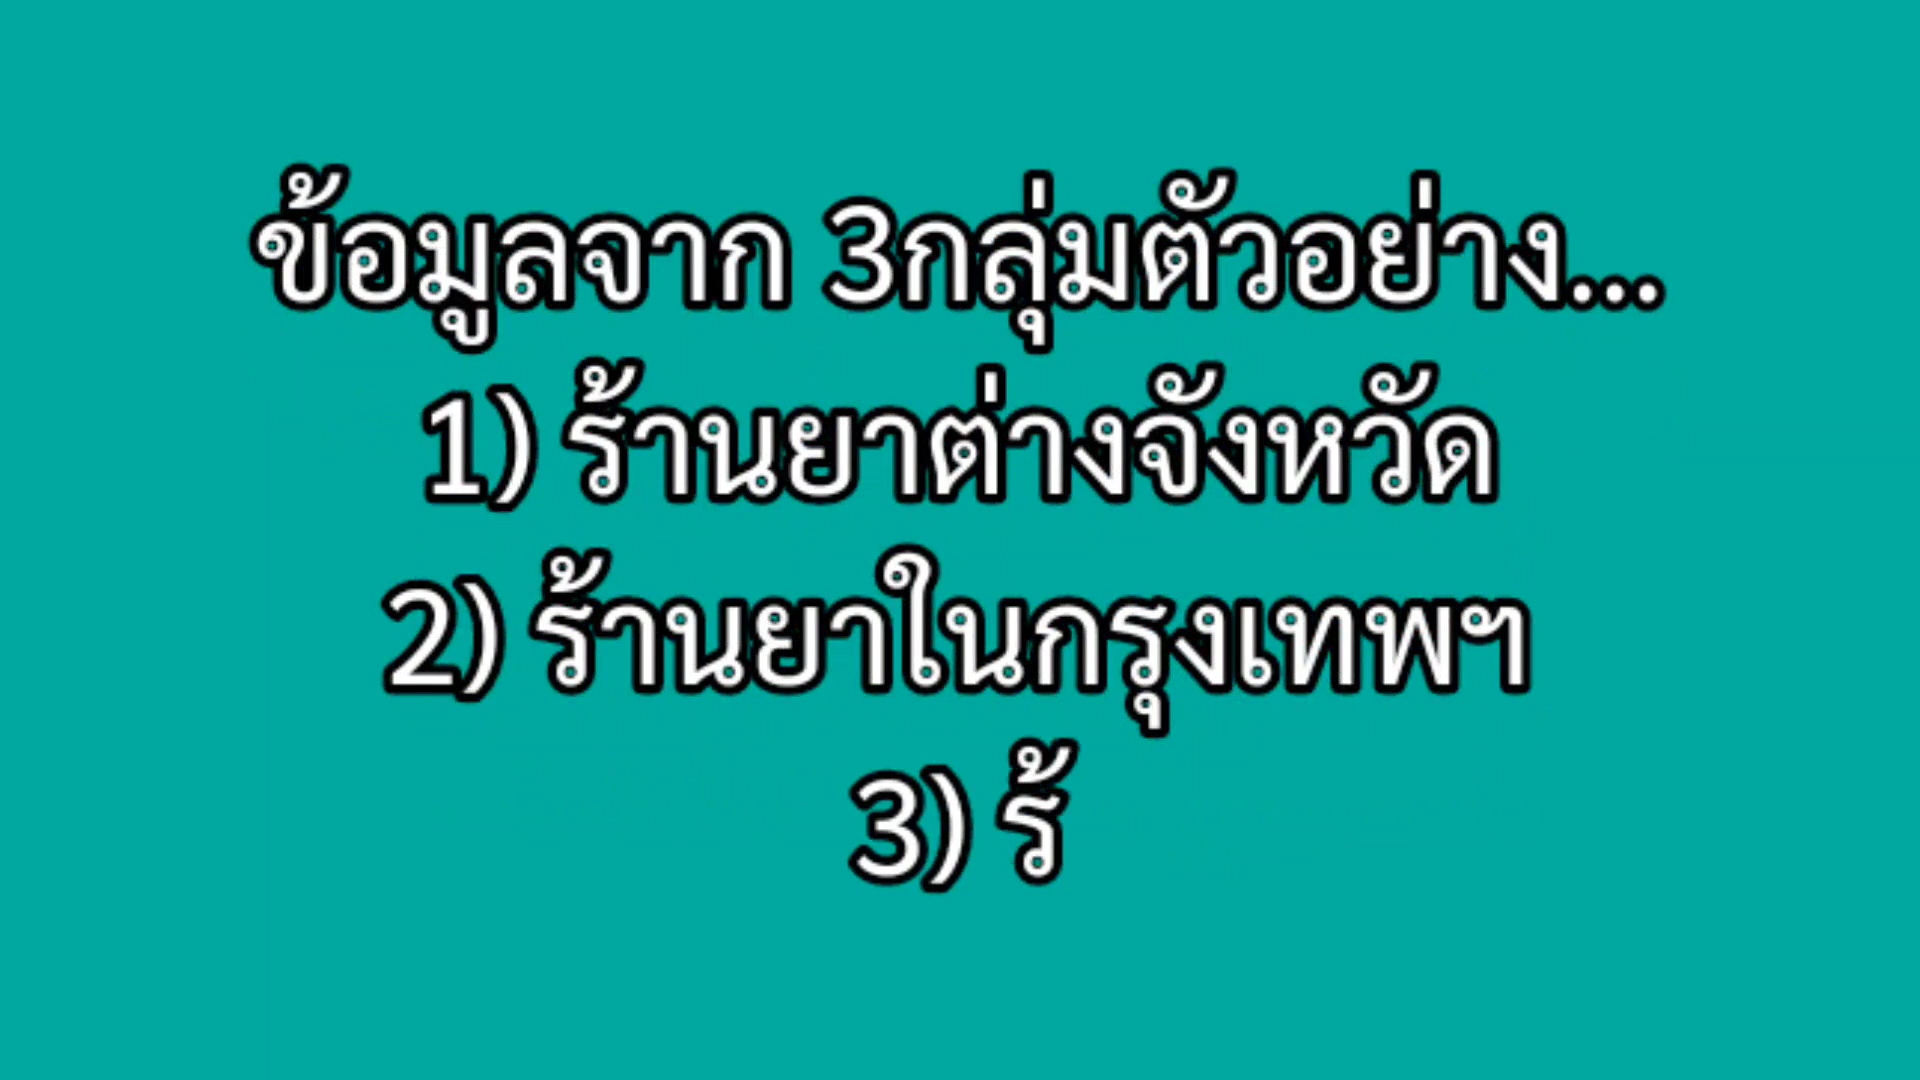 ข้อมูลจาก 3กลุ่มตัวอย่าง...
1) ร้านยาต่างจังหวัด
2) ร้านยาในกรุงเทพฯ
3) ร้